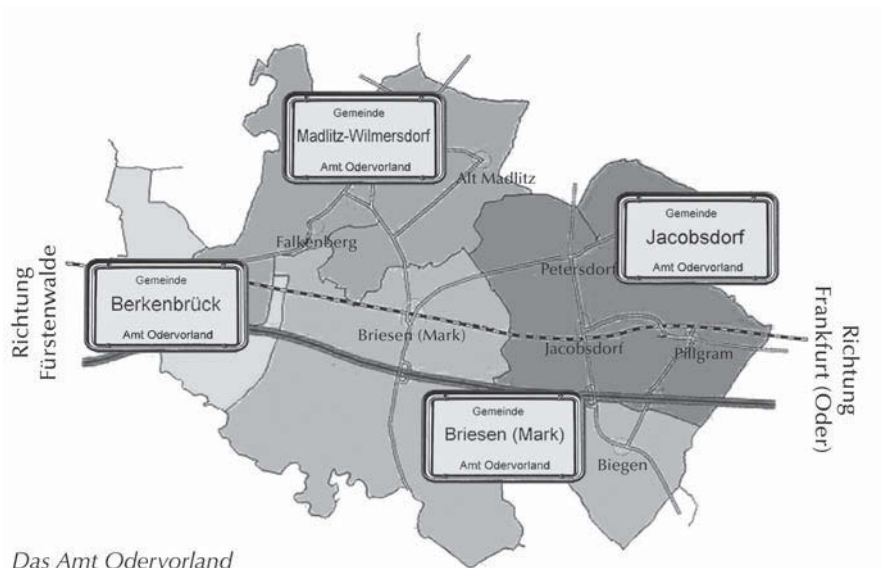 Gemeinde
Madlitz-Wilmersdorf
Amt Odervorland
Alt Madlitz
Gemeinde
Jacobsdorf
Amt Odervorland
Falkenberg
Petersdorf
Richtung
Fürstenwalde
Gemeinde
Berkenbrück
Amt Odervorland
Briesen (Mark)
Jacobsdorf
Pillgram
Richtung
Frankfurt (Oder)
Gemeinde
Briesen (Mark)
Amt Odervorland
Biegen
Das Amt Odervorland